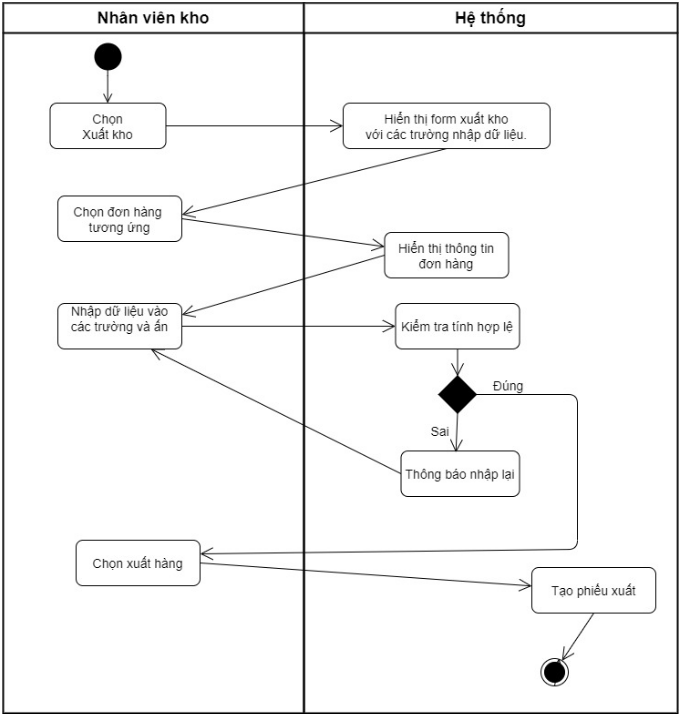 Nhân viên kho
Hệ thống
Chọn
Xuất kho
Hiển thị form xuất kho
với các trường nhập dữ liệu.
Chọn đơn hàng
tương ứng
Hiển thị thông tin
đơn hàng
Nhập dữ liệu vào
các trường và ấn
Kiểm tra tính hợp lệ
Đúng
Sai
Thông báo nhập lại
Chọn xuất hàng
Tạo phiếu xuất